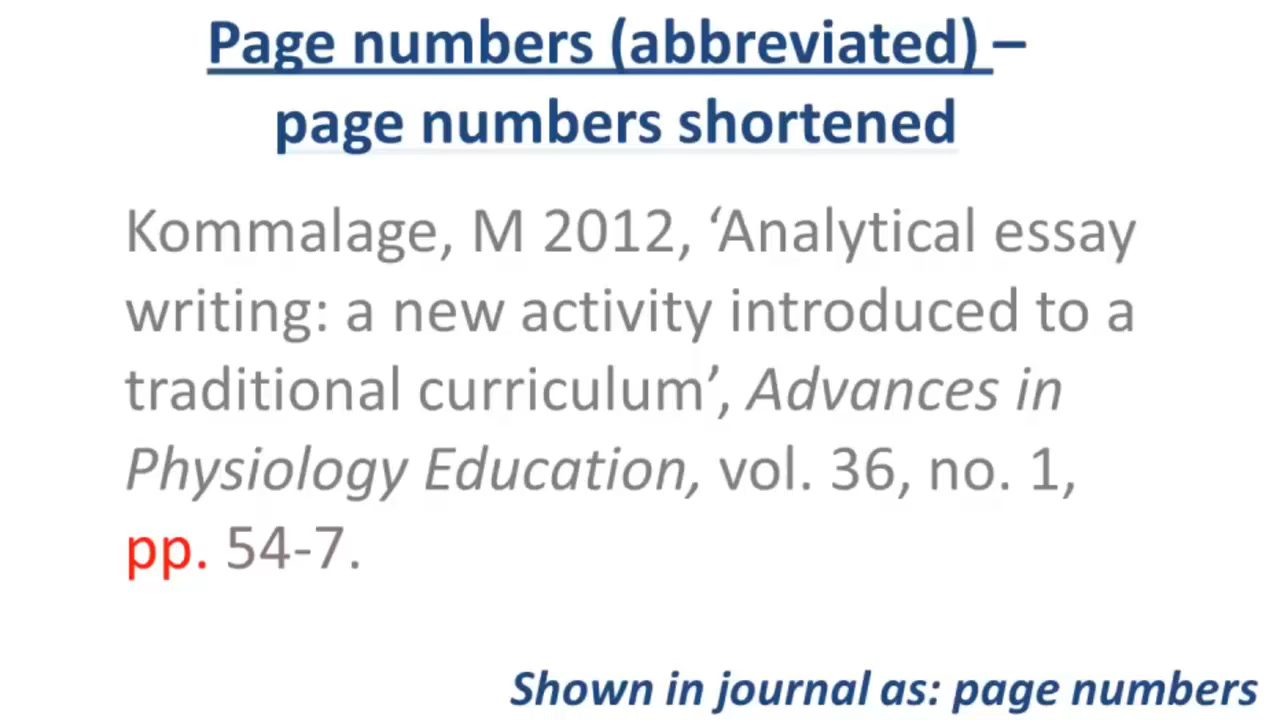 Page numbers (abbreviated) –
page numbers shortened
Kommalage, M 2012, ‘Analytical essay
writing: a new activity introduced to a
traditional curriculum’, Advances in
Physiology Education, vol. 36, no. 1,
pp. 54-7.
Shown in journal as: page numbers